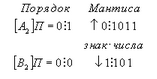 Порядок Мантиса
[A₂]П = 0⋮1 ↑ 0⋮1011
знак·числа
[B₂]П = 0⋮0 ↓ 1⋮101